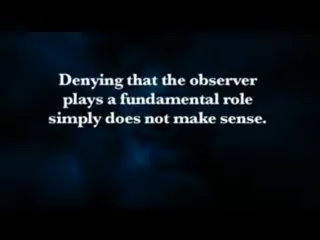 Denying that the observer
plays a fundamental role
simply does not make sense.